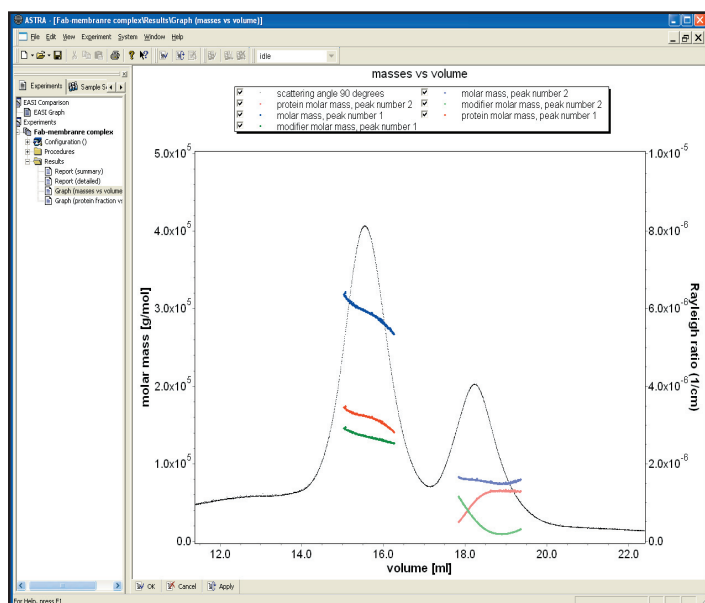 ASTRA - [Fab-membranre complex\Results\Graph (masses vs volume)]
File Edit View Experiment System Window Help
idle
Experiments Sample S
EASI Comparison
EASI Graph
Experiments
Fab-membranre complex
Configuration ()
Procedures
Results
Report (summary)
Report (detailed)
Graph (masses vs volume
Graph (protein fraction vs
masses vs volume
scattering angle 90 degrees
molar mass, peak number 2
protein molar mass, peak number 2
modifier molar mass, peak number 2
molar mass, peak number 1
protein molar mass, peak number 1
modifier molar mass, peak number 1
5.0x10⁵
4.0x10⁵
3.0x10⁵
2.0x10⁵
1.0x10⁵
0.0
molar mass [g/mol]
1.0x10⁻⁵
8.0x10⁻⁶
6.0x10⁻⁶
4.0x10⁻⁶
2.0x10⁻⁶
0.0
Rayleigh ratio (1/cm)
12.0 14.0 16.0 18.0 20.0 22.0
volume [ml]
OK Cancel Apply
For Help, press F1